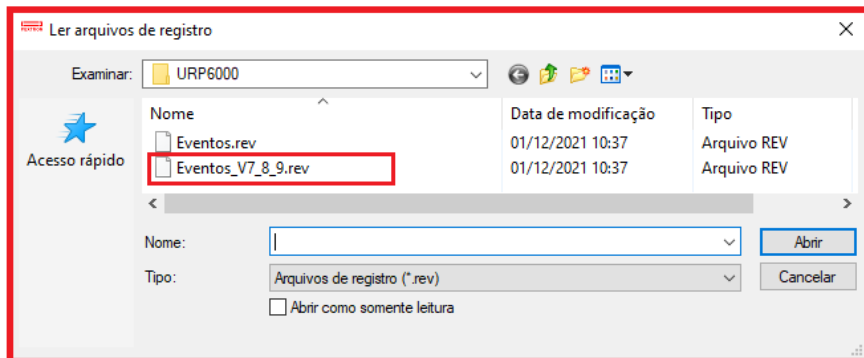 Ler arquivos de registro
Examinar: URP6000
Nome Data de modificação Tipo
Eventos.rev 01/12/2021 10:37 Arquivo REV
Eventos_V7_8_9.rev 01/12/2021 10:37 Arquivo REV
Acesso rápido
Nome: Abrir
Tipo: Arquivos de registro (*.rev) Cancelar
Abrir como somente leitura